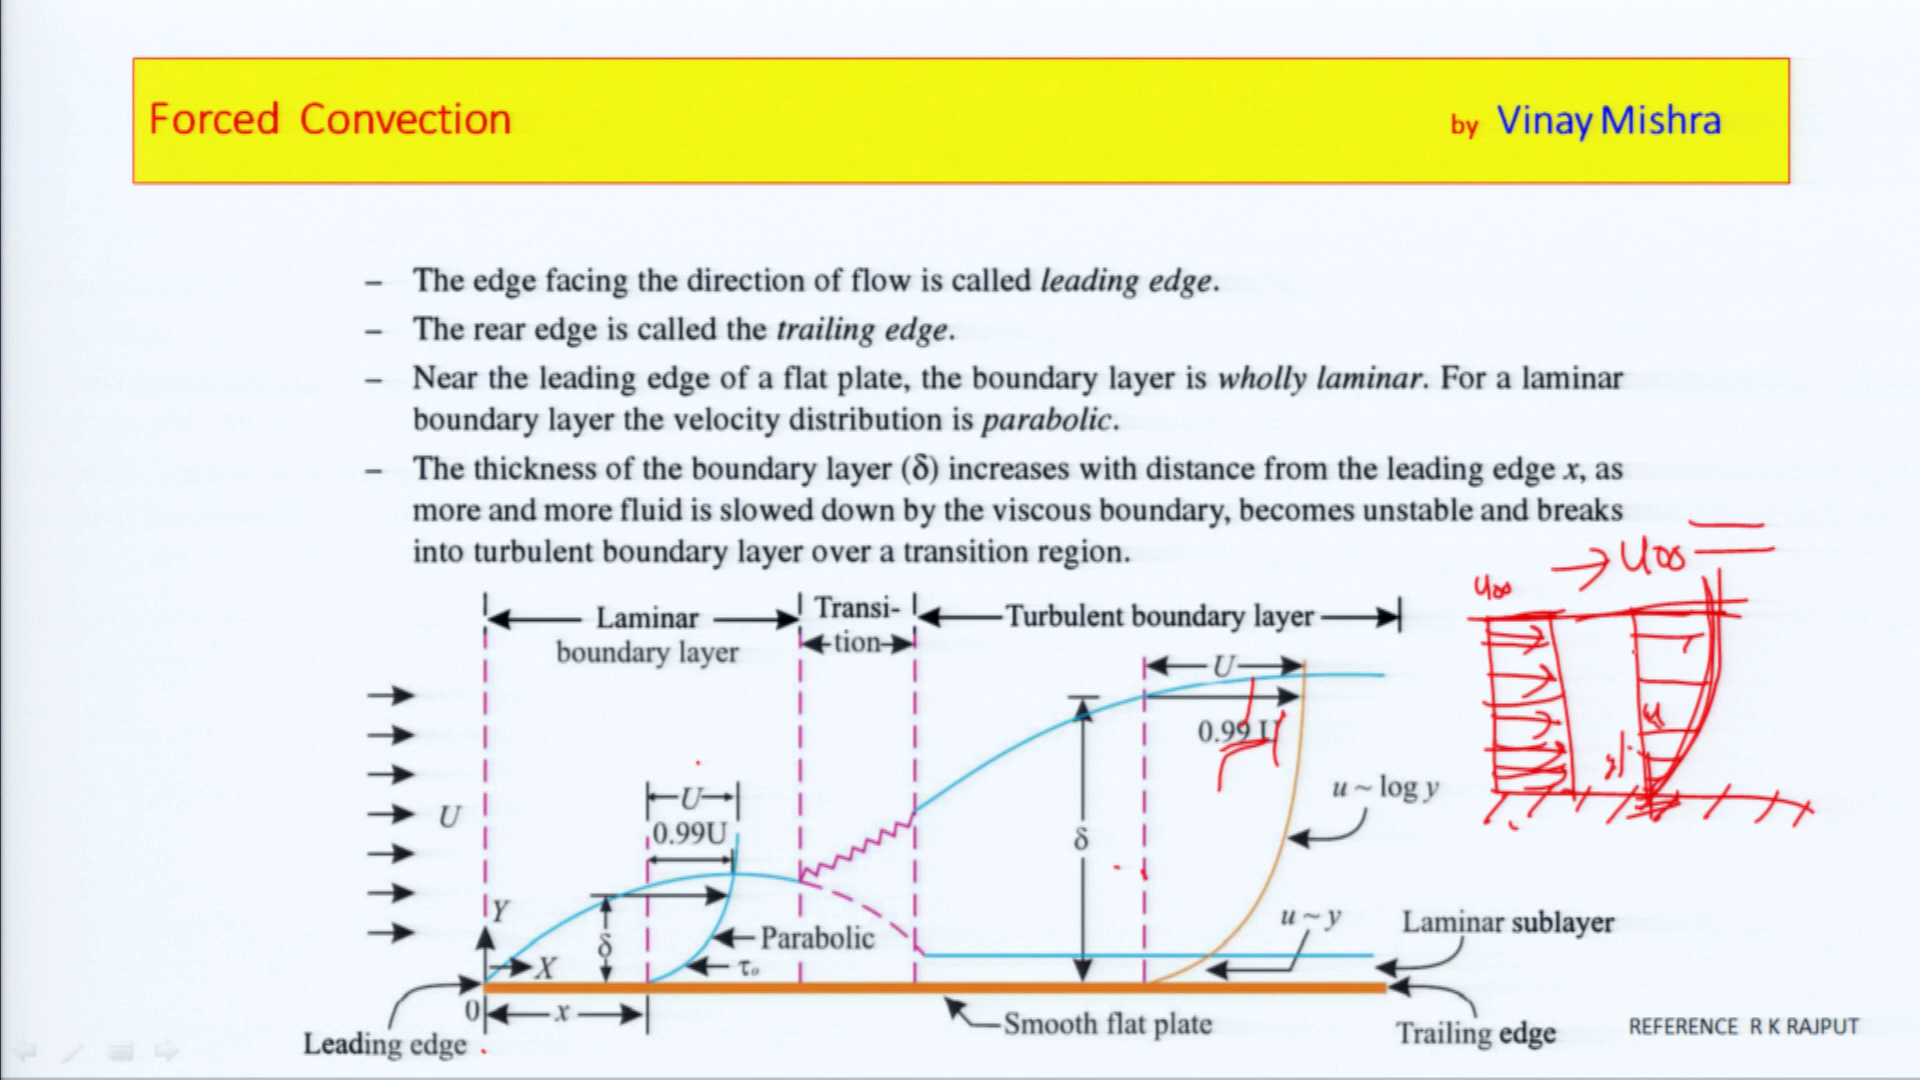 Forced Convection
by Vinay Mishra
– The edge facing the direction of flow is called leading edge.
– The rear edge is called the trailing edge.
– Near the leading edge of a flat plate, the boundary layer is wholly laminar. For a laminar
boundary layer the velocity distribution is parabolic.
– The thickness of the boundary layer (δ) increases with distance from the leading edge x, as
more and more fluid is slowed down by the viscous boundary, becomes unstable and breaks
into turbulent boundary layer over a transition region.
U∞
u∞
Laminar
boundary layer
Transi-
tion
Turbulent boundary layer
U
0.99 U
u
y
U
0.99U
U
δ
u ~ log y
Y
X
δ
Parabolic
τₒ
u ~ y
Laminar sublayer
0
x
Leading edge
Smooth flat plate
Trailing edge
REFERENCE R K RAJPUT